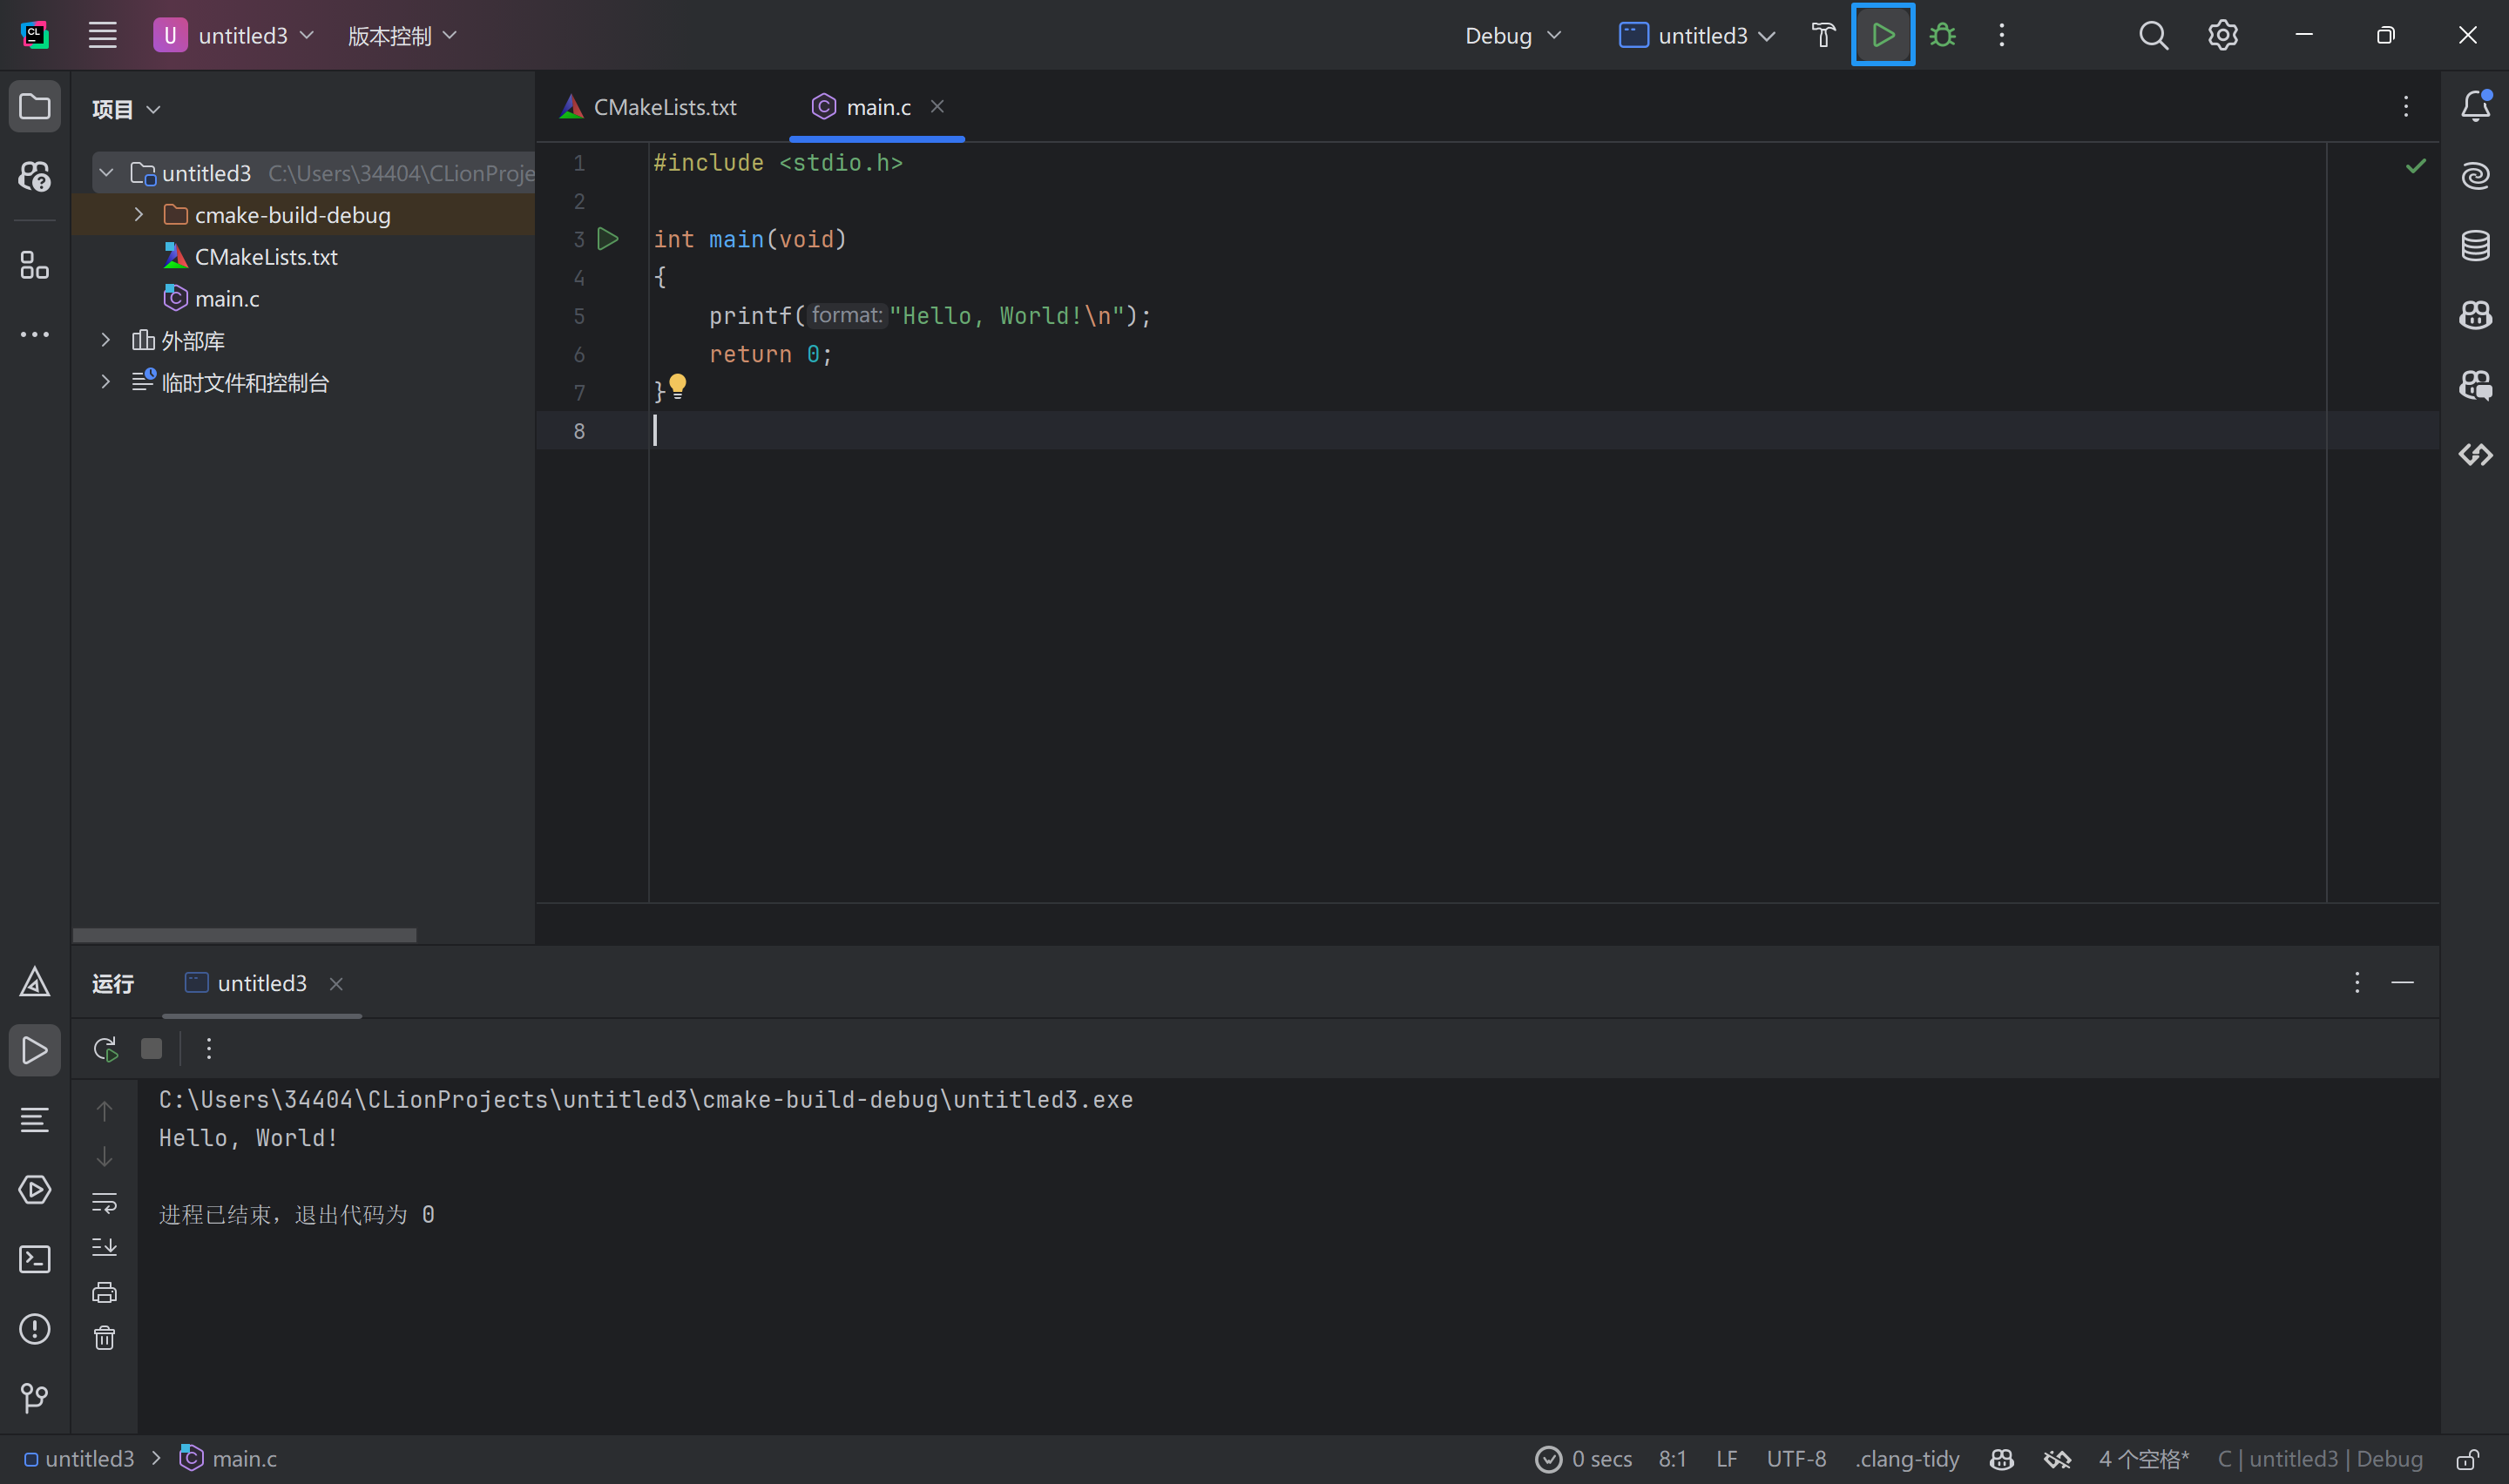 CL
U untitled3
版本控制
Debug
untitled3
项目
CMakeLists.txt
main.c
untitled3 C:\Users\34404\CLionProje
cmake-build-debug
CMakeLists.txt
main.c
外部库
临时文件和控制台
1 #include <stdio.h>
2
3 int main(void)
4 {
5 printf(format:"Hello, World!\n");
6 return 0;
7 }
8
运行
untitled3
C:\Users\34404\CLionProjects\untitled3\cmake-build-debug\untitled3.exe
Hello, World!
进程已结束，退出代码为 0
untitled3 > main.c
0 secs
8:1
LF
UTF-8
.clang-tidy
4 个空格*
C | untitled3 | Debug